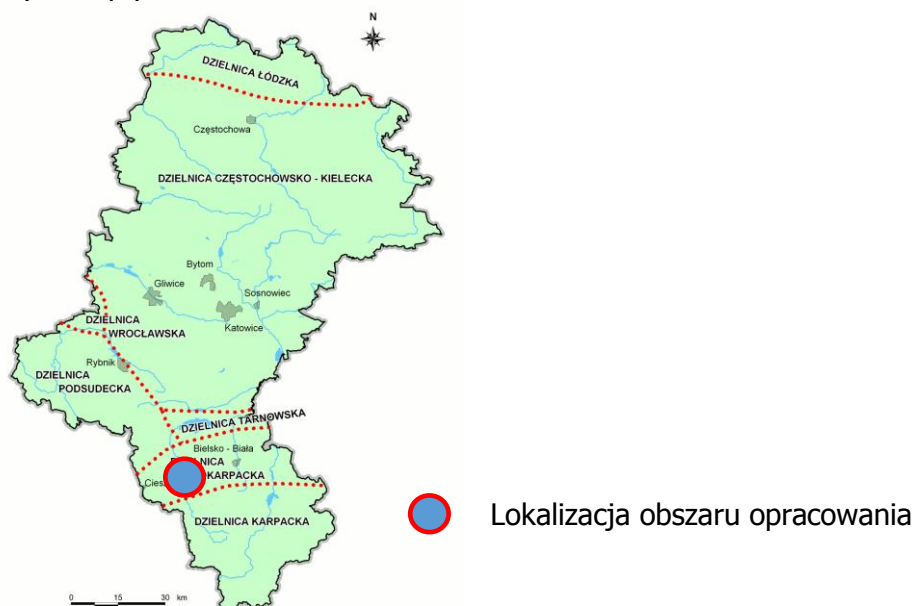 N
DZIELNICA ŁÓDZKA
Częstochowa
DZIELNICA CZĘSTOCHOWSKO - KIELECKA
Bytom
Gliwice
Sosnowiec
Katowice
DZIELNICA
WROCŁAWSKA
Rybnik
DZIELNICA
PODSUDECKA
DZIELNICA TARNOWSKA
Bielsko - Biała
DZIELNICA KARPACKA
Lokalizacja obszaru opracowania
0 15 30 km